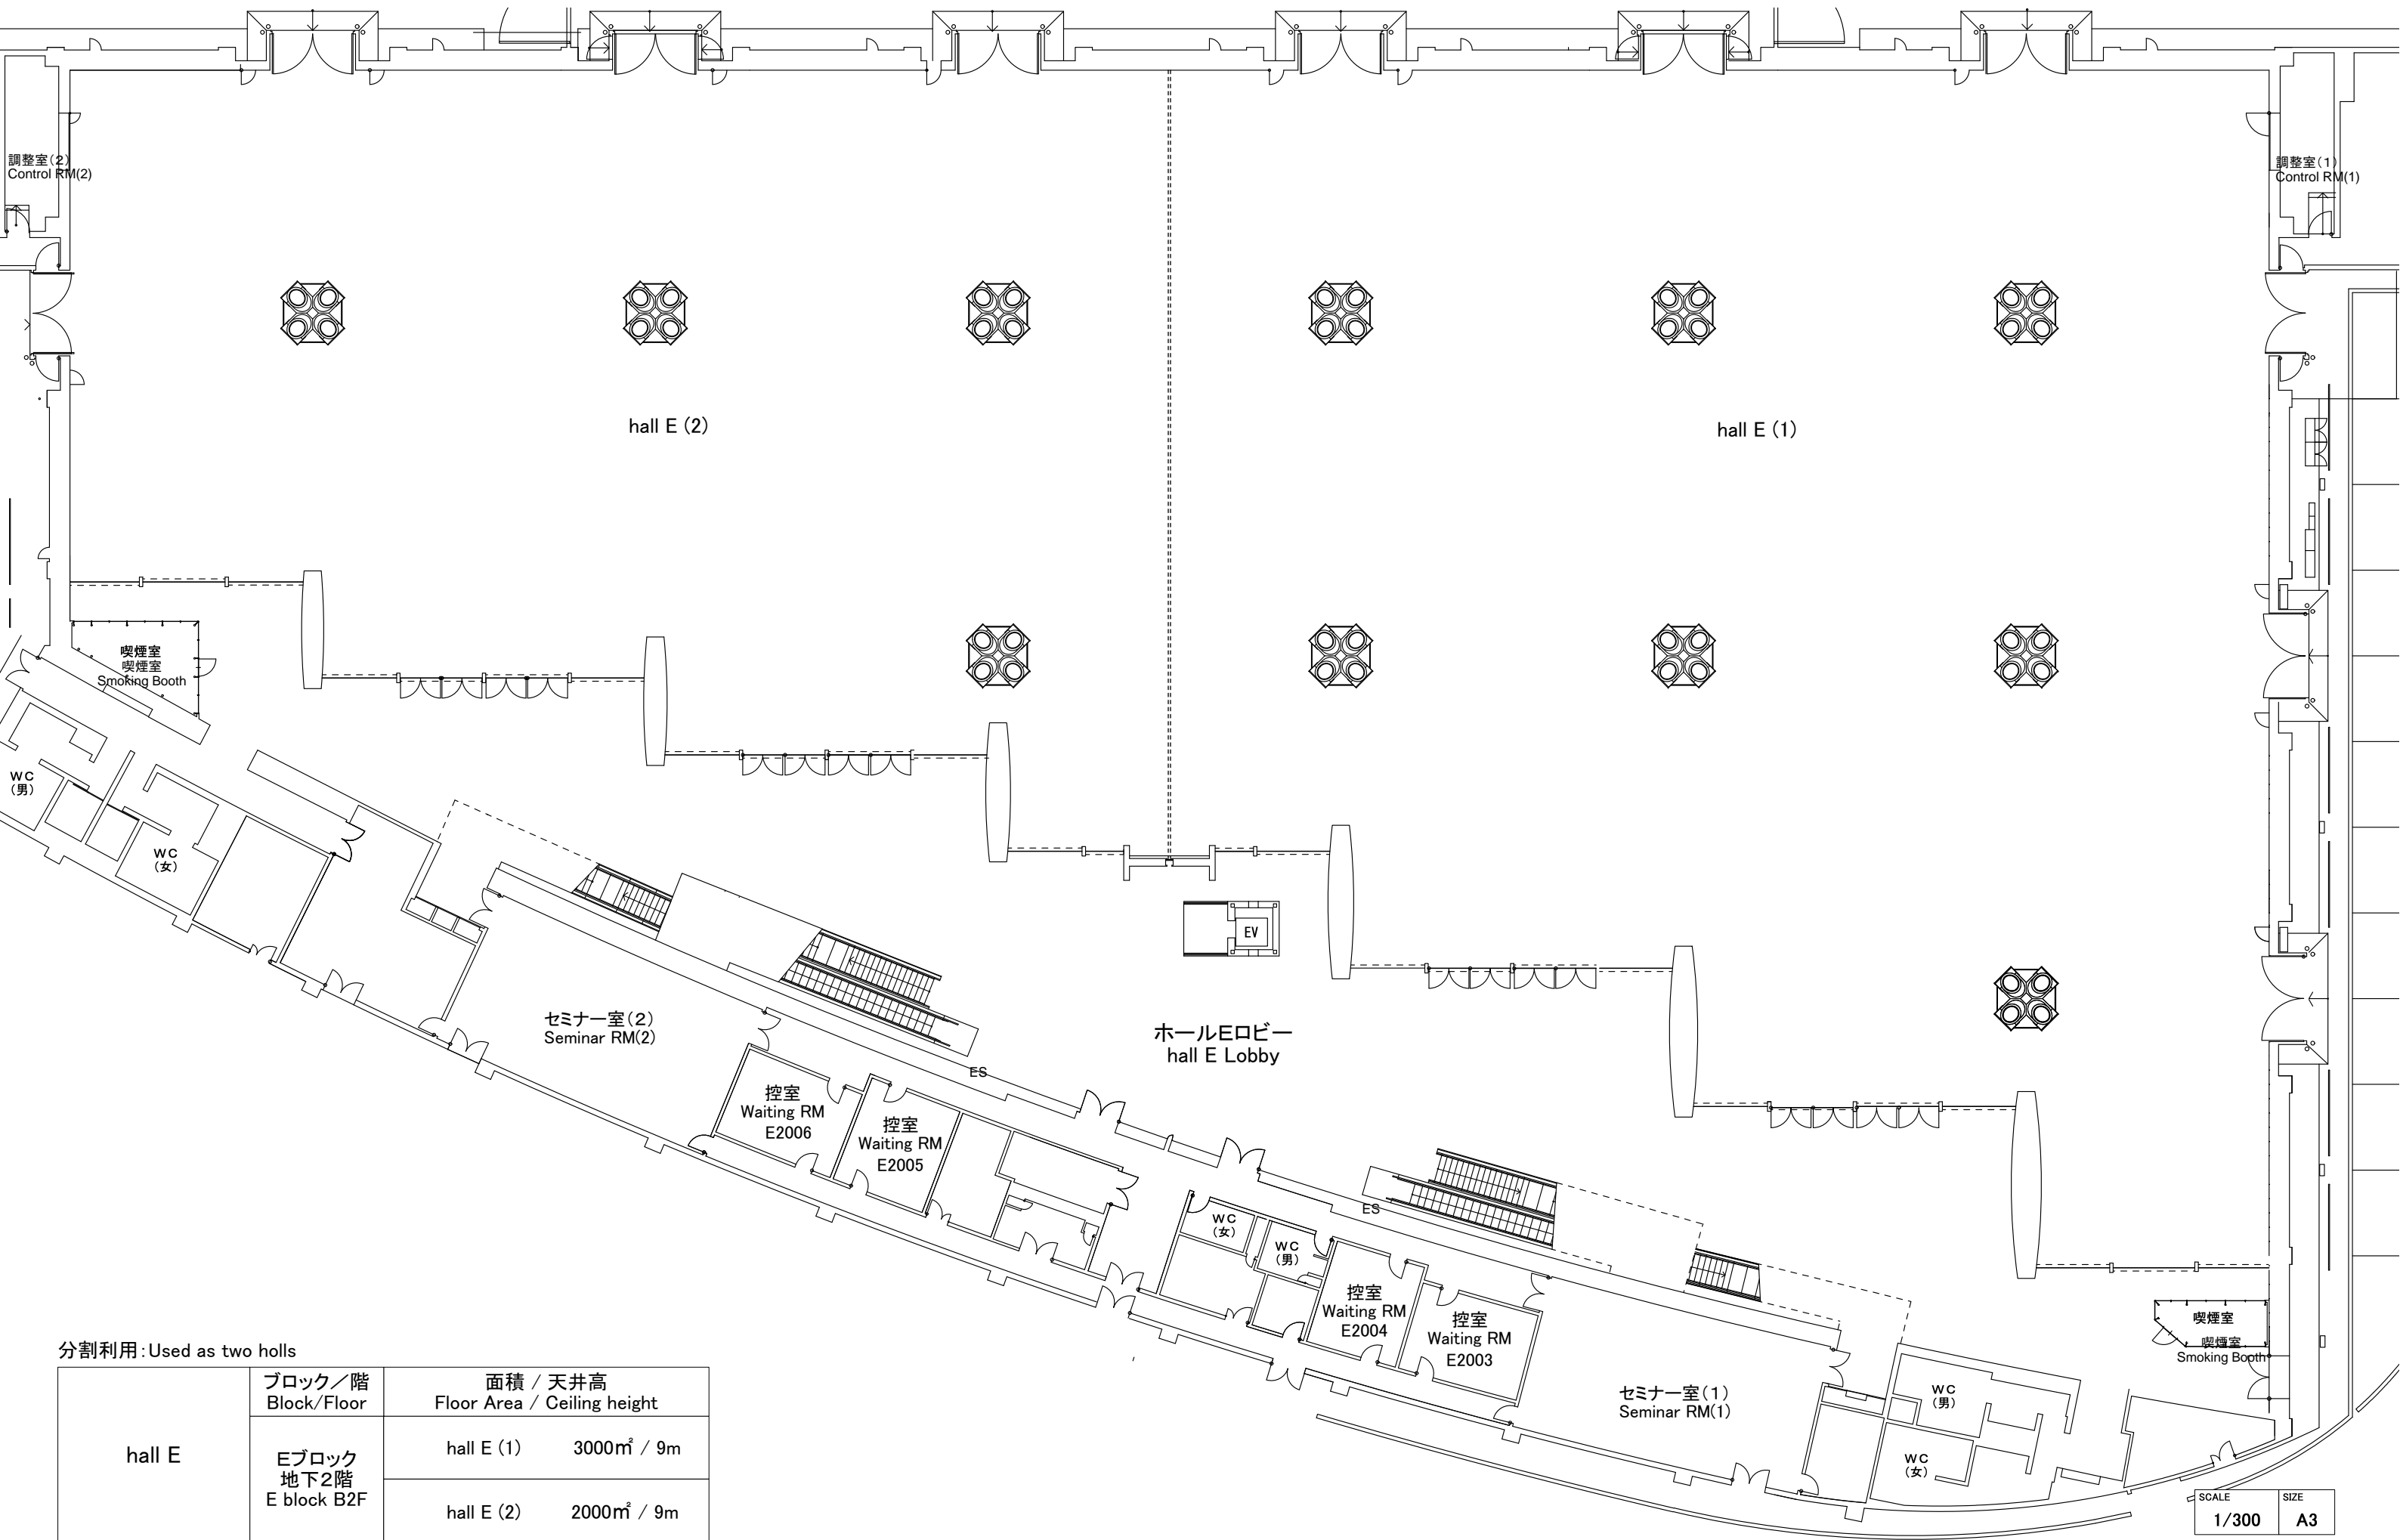 調整室(2)
Control RM(2)
調整室(1)
Control RM(1)
hall E (2)
hall E (1)
喫煙室
喫煙室
Smoking Booth
WC
(男)
WC
(女)
EV
セミナー室(2)
Seminar RM(2)
ホールEロビー
hall E Lobby
ES
控室
Waiting RM
E2006
控室
Waiting RM
E2005
ES
WC
(女)
WC
(男)
控室
Waiting RM
E2004
控室
Waiting RM
E2003
喫煙室
喫煙室
Smoking Booth
セミナー室(1)
Seminar RM(1)
WC
(男)
WC
(女)
分割利用:Used as two holls
ブロック/階
Block/Floor
面積 / 天井高
Floor Area / Ceiling height
hall E
Eブロック
地下2階
E block B2F
hall E (1) 3000㎡ / 9m
hall E (2) 2000㎡ / 9m
SCALE SIZE
1/300 A3